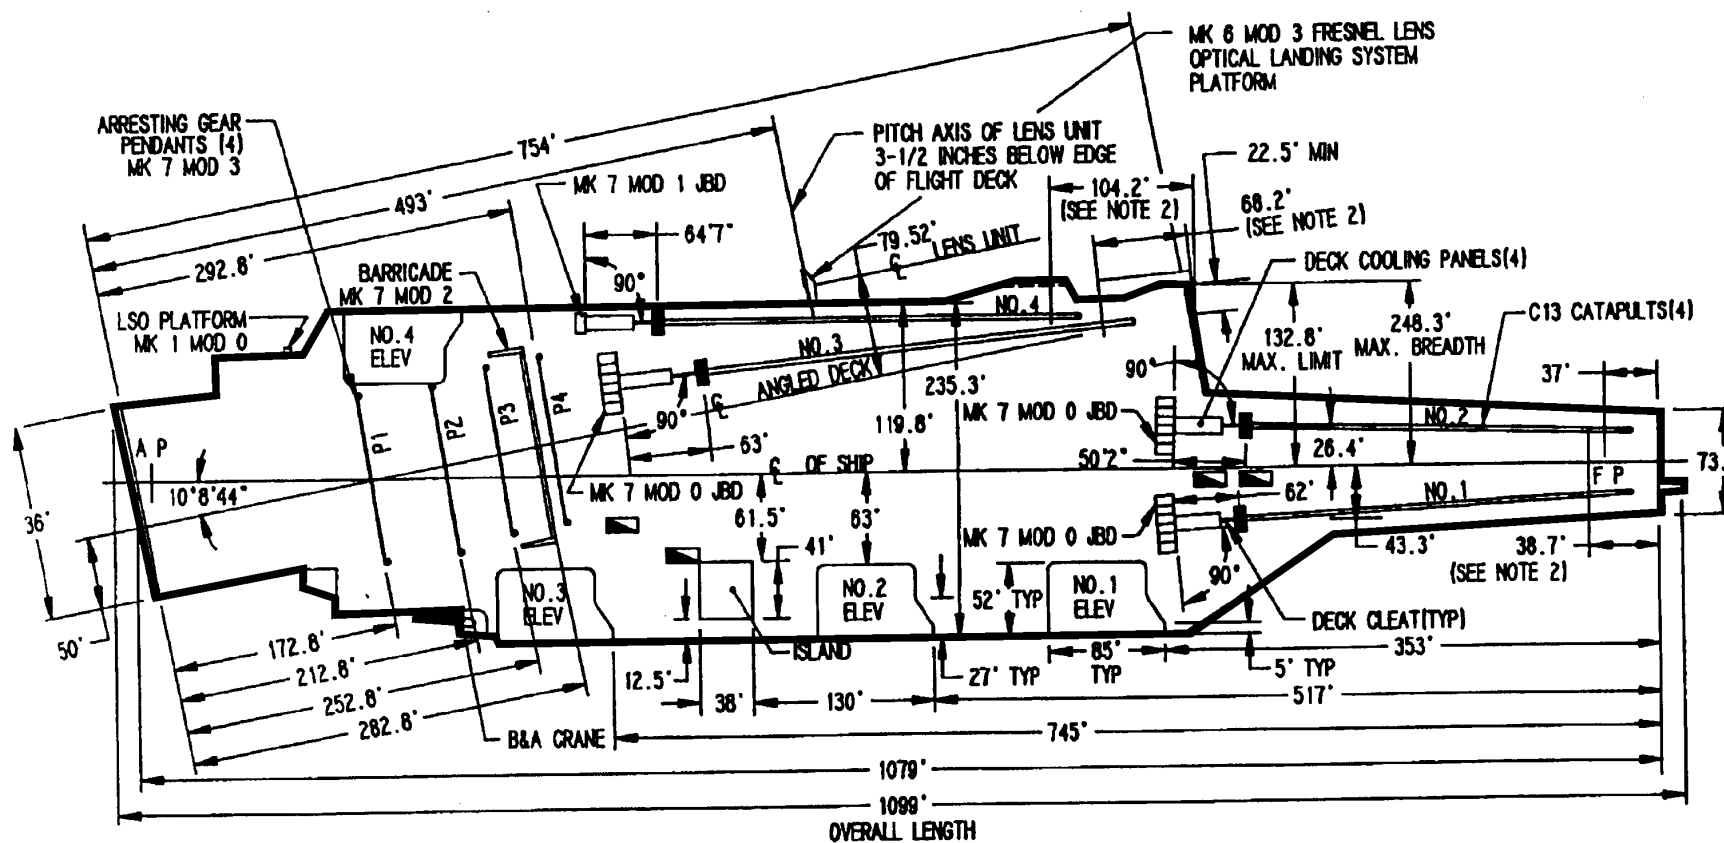 MK 6 MOD 3 FRESNEL LENS
OPTICAL LANDING SYSTEM
PLATFORM
ARRESTING GEAR
PENDANTS (4)
MK 7 MOD 3
754'
PITCH AXIS OF LENS UNIT
3-1/2 INCHES BELOW EDGE
OF FLIGHT DECK
22.5' MIN
MK 7 MOD 1 JBD
493'
104.2'
(SEE NOTE 2)
68.2'
(SEE NOTE 2)
64'7"
79.52'
LENS UNIT
292.8'
BARRICADE
MK 7 MOD 2
90°
DECK COOLING PANELS(4)
LSO PLATFORM
MK 1 MOD 0
NO.4
ELEV
NO.4
C13 CATAPULTS(4)
132.8'
MAX. LIMIT
248.3'
MAX. BREADTH
NO.3
ANGLED DECK
235.3'
90°
37'
P1
P2
P3
P4
90°
119.8'
MK 7 MOD 0 JBD
NO.2
63'
26.4'
A P
OF SHIP
50'2"
F P
73.
10°8'44"
MK 7 MOD 0 JBD
62'
NO.1
36'
61.5'
63'
MK 7 MOD 0 JBD
41'
43.3'
38.7'
(SEE NOTE 2)
90°
NO.3
ELEV
NO.2
ELEV
52' TYP
NO.1
ELEV
DECK CLEAT(TYP)
50'
172.8'
ISLAND
353'
212.8'
12.5'
27' TYP
85'
TYP
5' TYP
252.8'
38'
130'
517'
282.8'
B&A CRANE
745'
1079'
1099'
OVERALL LENGTH